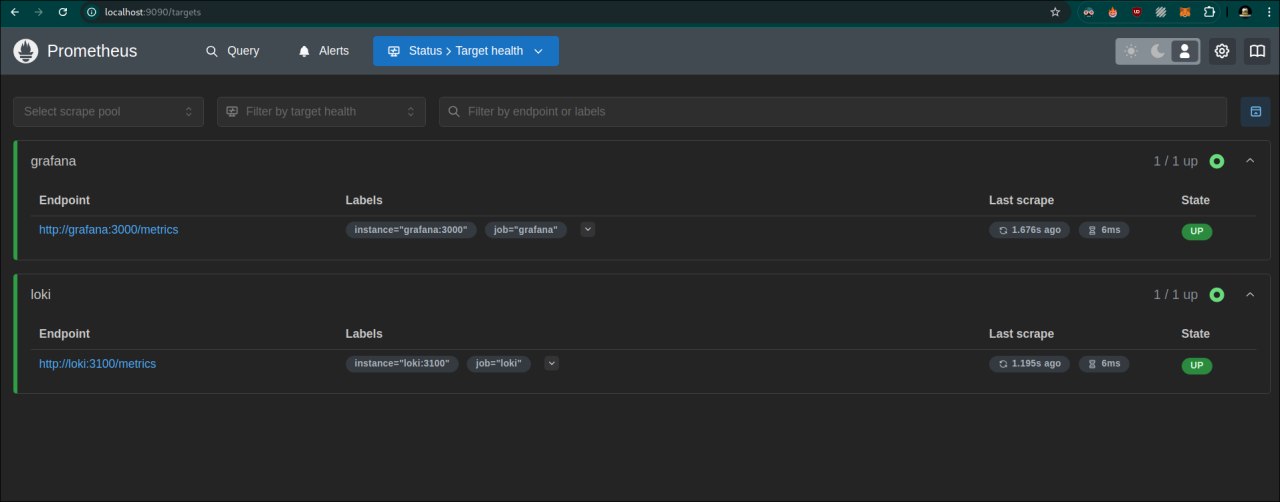 localhost:9090/targets
Prometheus Query Alerts Status > Target health
Select scrape pool Filter by target health Filter by endpoint or labels
grafana 1 / 1 up
Endpoint Labels Last scrape State
http://grafana:3000/metrics instance="grafana:3000" job="grafana" 1.676s ago 6ms UP
loki 1 / 1 up
Endpoint Labels Last scrape State
http://loki:3100/metrics instance="loki:3100" job="loki" 1.195s ago 6ms UP